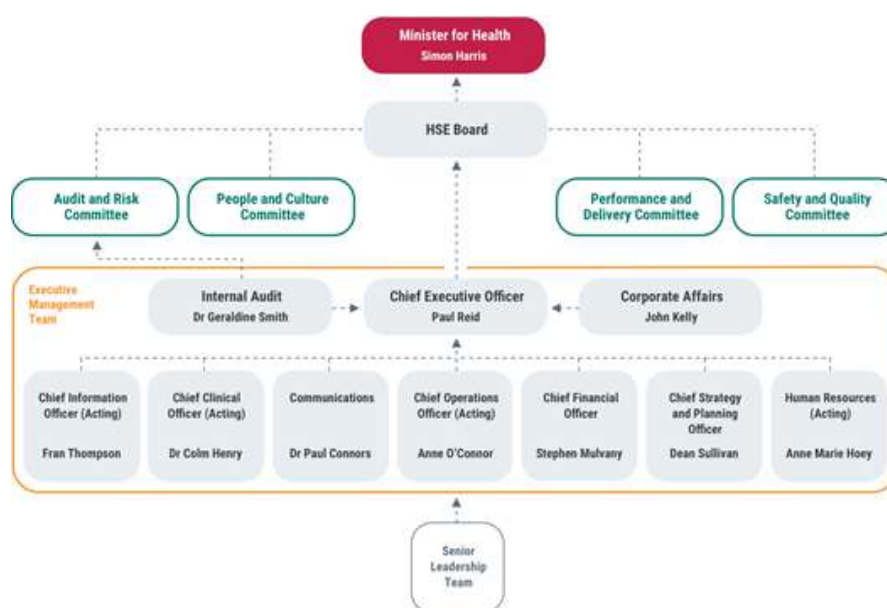 Minister for Health
Simon Harris
HSE Board
Audit and Risk
Committee
People and Culture
Committee
Performance and
Delivery Committee
Safety and Quality
Committee
Executive
Management
Team
Internal Audit
Dr Geraldine Smith
Chief Executive Officer
Paul Reid
Corporate Affairs
John Kelly
Chief Information
Officer (Acting)
Fran Thompson
Chief Clinical
Officer (Acting)
Dr Colm Henry
Communications
Dr Paul Connors
Chief Operations
Officer (Acting)
Anne O'Connor
Chief Financial
Officer
Stephen Mulvany
Chief Strategy
and Planning
Officer
Dean Sullivan
Human Resources
(Acting)
Anne Marie Hoey
Senior
Leadership
Team